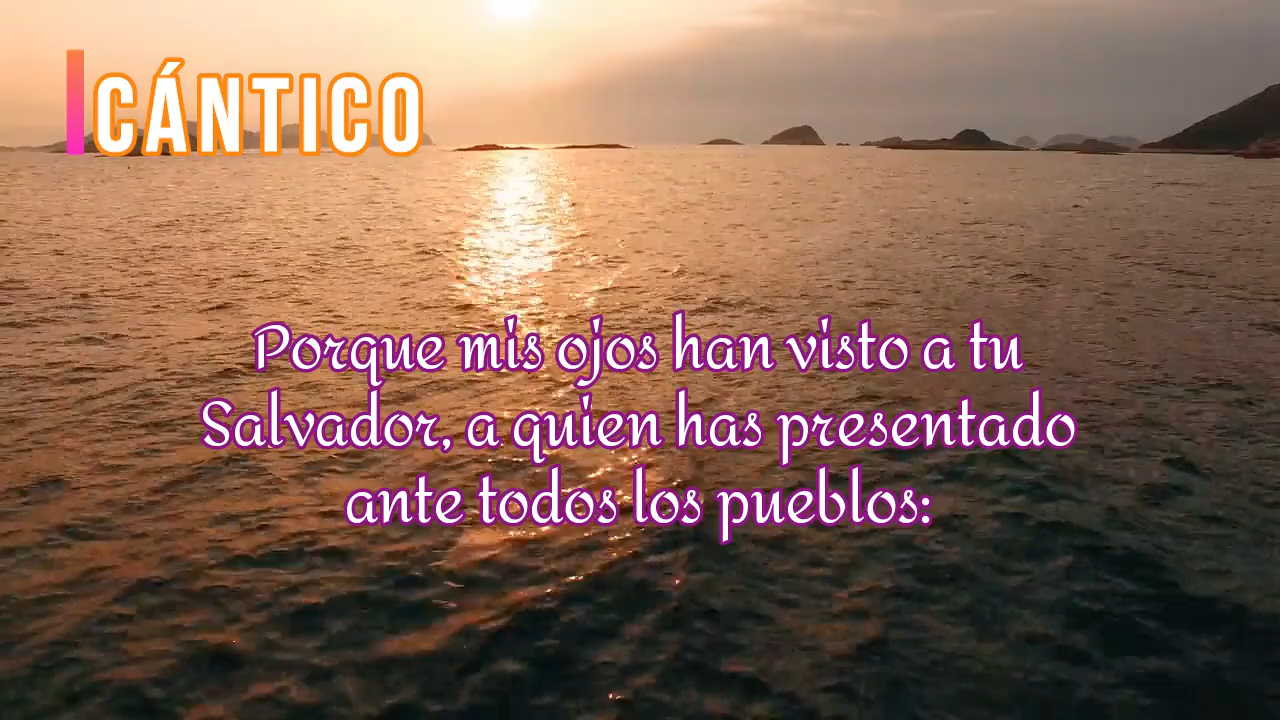 CÁNTICO
Porque mis ojos han visto a tu
Salvador, a quien has presentado
ante todos los pueblos: